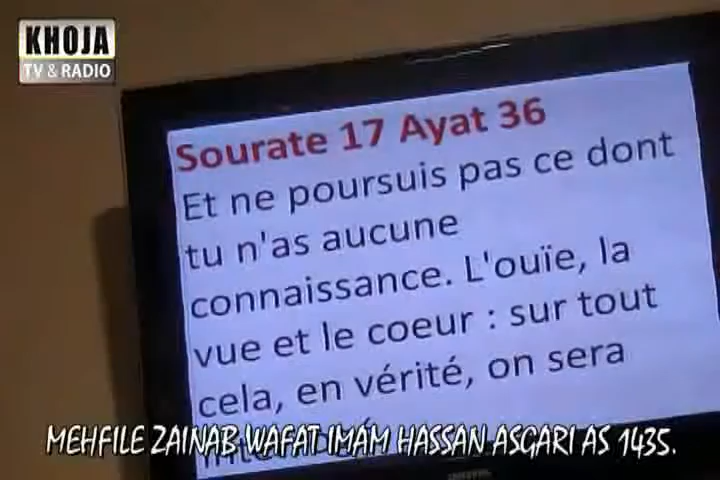 KHOJA
TV & RADIO
Sourate 17 Ayat 36
Et ne poursuis pas ce dont
tu n'as aucune
connaissance. L'ouïe, la
vue et le coeur : sur tout
cela, en vérité, on sera
MEHFILE ZAINAB WAFAT IMAM HASSAN ASGARI AS 1435.